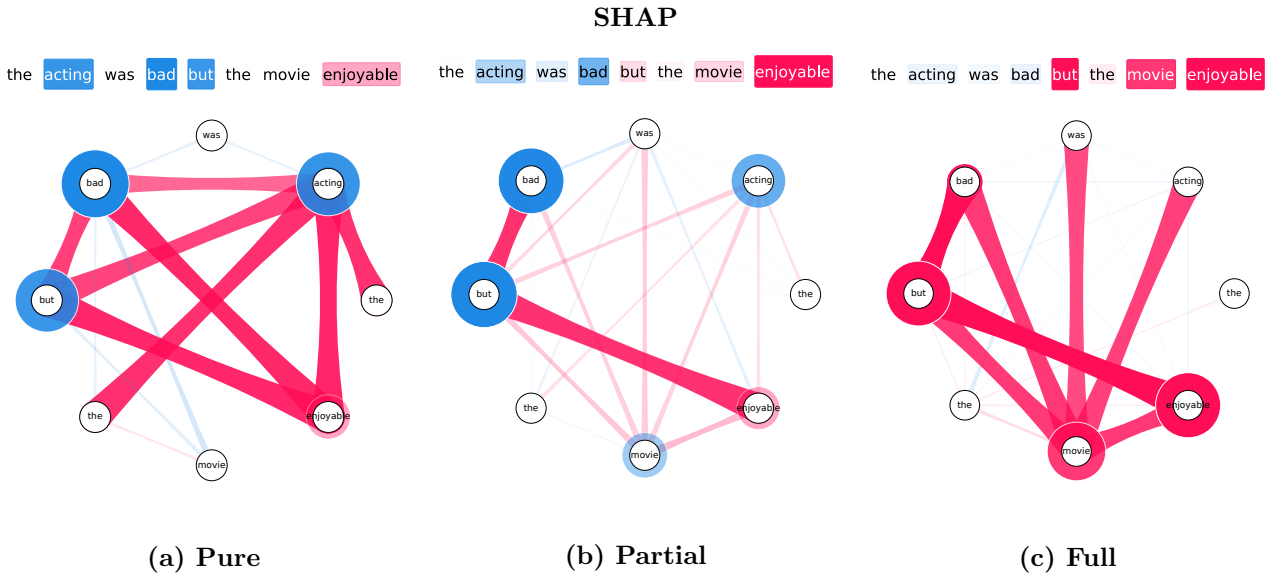 SHAP
the acting was bad but the movie enjoyable
the acting was bad but the movie enjoyable
the acting was bad but the movie enjoyable
was
bad
acting
but
the
the
enjoyable
movie
was
bad
acting
but
the
the
enjoyable
movie
was
bad
acting
but
the
the
enjoyable
movie
(a) Pure
(b) Partial
(c) Full